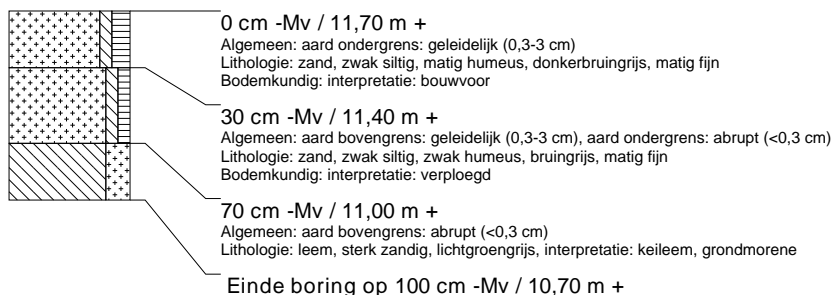 0 cm -Mv / 11,70 m +
Algemeen: aard ondergrens: geleidelijk (0,3-3 cm)
Lithologie: zand, zwak siltig, matig humeus, donkerbruingrijs, matig fijn
Bodemkundig: interpretatie: bouwvoor
30 cm -Mv / 11,40 m +
Algemeen: aard bovengrens: geleidelijk (0,3-3 cm), aard ondergrens: abrupt (<0,3 cm)
Lithologie: zand, zwak siltig, zwak humeus, bruingrijs, matig fijn
Bodemkundig: interpretatie: verploegd
70 cm -Mv / 11,00 m +
Algemeen: aard bovengrens: abrupt (<0,3 cm)
Lithologie: leem, sterk zandig, lichtgroengrijs, interpretatie: keileem, grondmorene
Einde boring op 100 cm -Mv / 10,70 m +